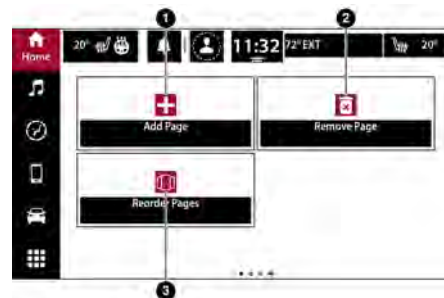 1
2
Home
20°
11:32
72° EXT
20°
Add Page
Remove Page
Reorder Pages
3